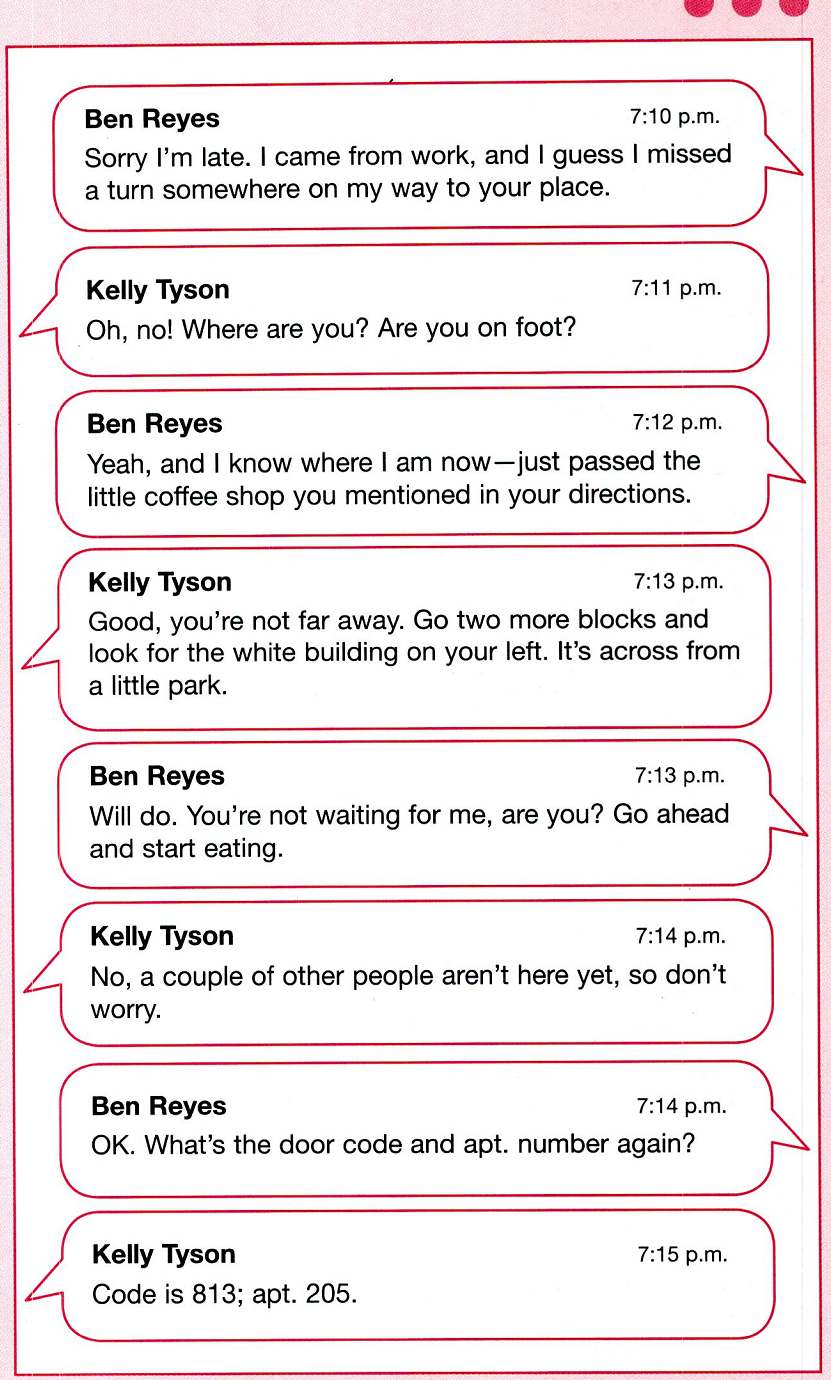 Ben Reyes 7:10 p.m.
Sorry I'm late. I came from work, and I guess I missed
a turn somewhere on my way to your place.
Kelly Tyson 7:11 p.m.
Oh, no! Where are you? Are you on foot?
Ben Reyes 7:12 p.m.
Yeah, and I know where I am now—just passed the
little coffee shop you mentioned in your directions.
Kelly Tyson 7:13 p.m.
Good, you're not far away. Go two more blocks and
look for the white building on your left. It's across from
a little park.
Ben Reyes 7:13 p.m.
Will do. You're not waiting for me, are you? Go ahead
and start eating.
Kelly Tyson 7:14 p.m.
No, a couple of other people aren't here yet, so don't
worry.
Ben Reyes 7:14 p.m.
OK. What's the door code and apt. number again?
Kelly Tyson 7:15 p.m.
Code is 813; apt. 205.